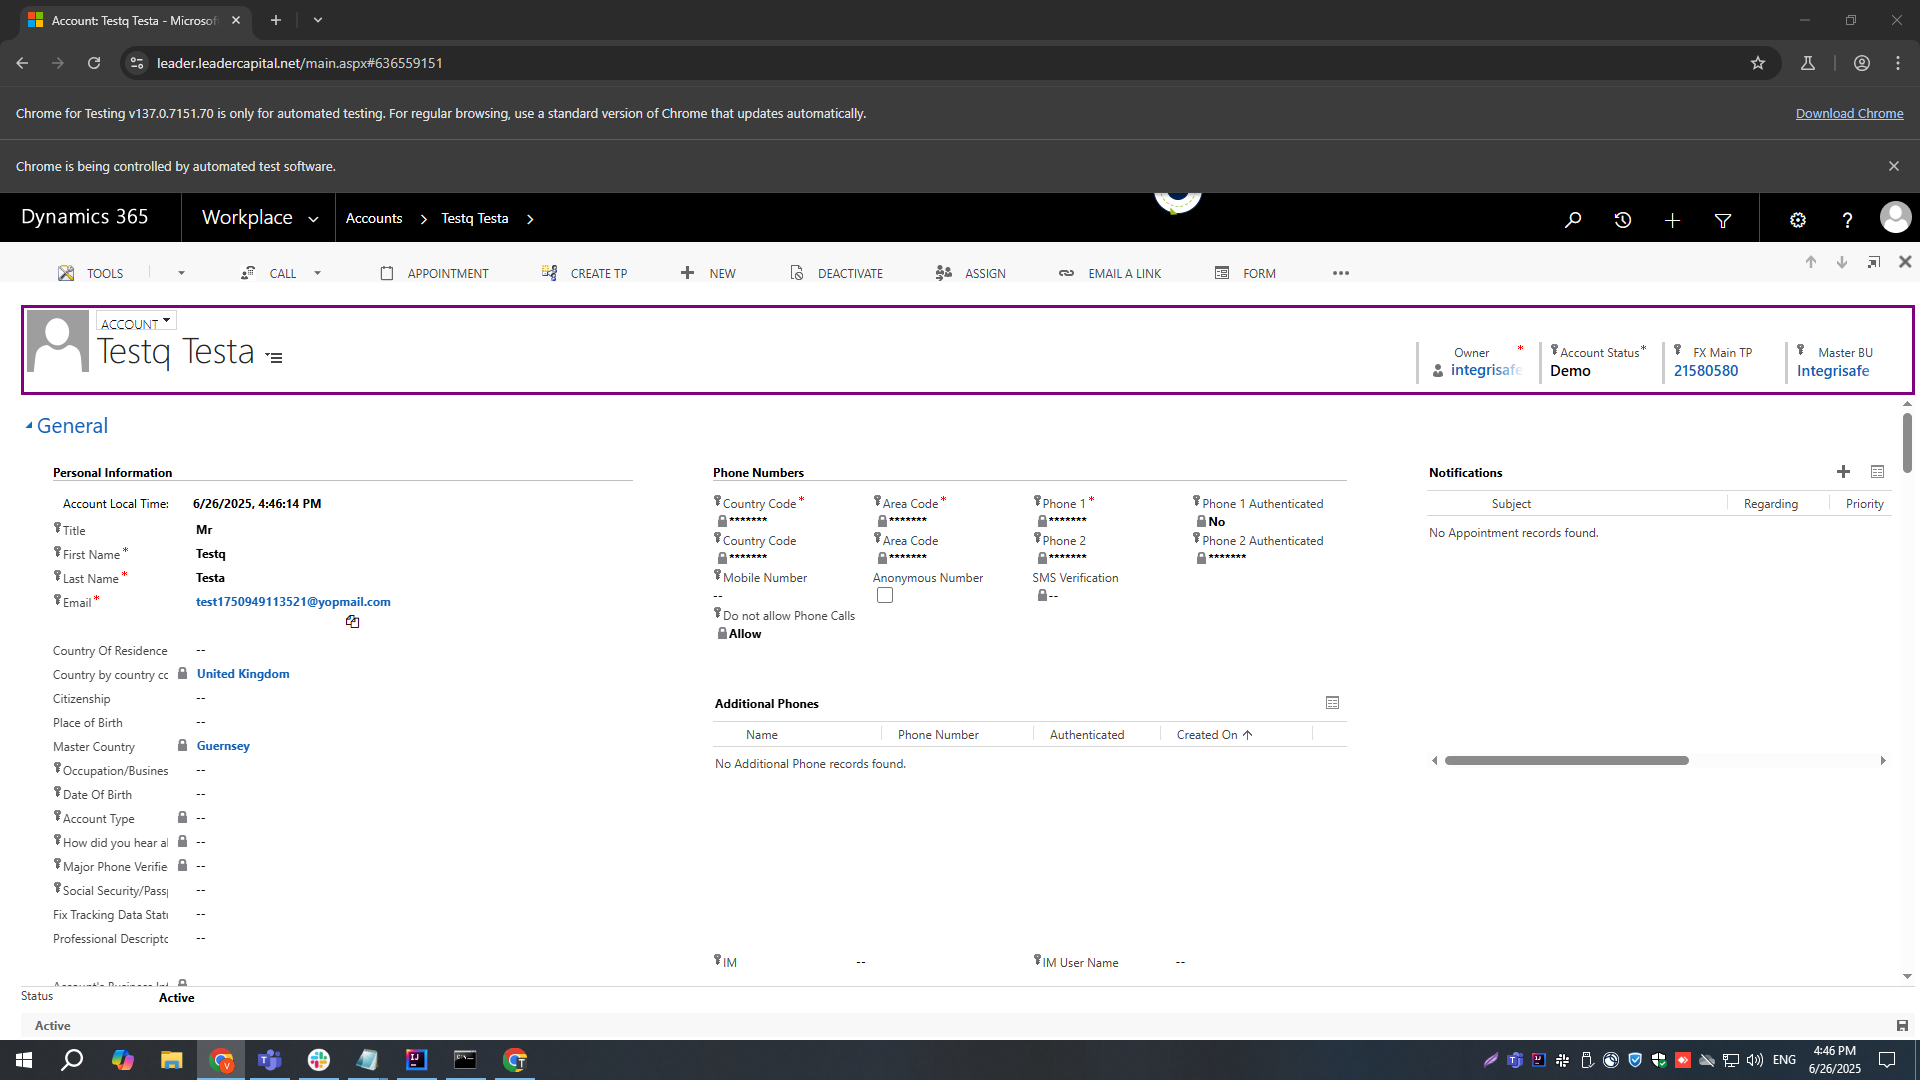 Account: Testq Testa - Microsof
leader.leadercapital.net/main.aspx#636559151
Chrome for Testing v137.0.7151.70 is only for automated testing. For regular browsing, use a standard version of Chrome that updates automatically.
Download Chrome
Chrome is being controlled by automated test software.
Dynamics 365
Workplace
Accounts
Testq Testa
TOOLS
CALL
APPOINTMENT
CREATE TP
NEW
DEACTIVATE
ASSIGN
EMAIL A LINK
FORM
ACCOUNT
Testq Testa
Owner *
integrisafe
Account Status *
Demo
FX Main TP
21580580
Master BU
Integrisafe
General
Personal Information
Account Local Time: 6/26/2025, 4:46:14 PM
Title Mr
First Name * Testq
Last Name * Testa
Email * test1750949113521@yopmail.com
Country Of Residence --
Country by country cc United Kingdom
Citizenship --
Place of Birth --
Master Country Guernsey
Occupation/Busines --
Date Of Birth --
Account Type --
How did you hear a --
Major Phone Verifie --
Social Security/Pass --
Fix Tracking Data Stat --
Professional Descripto --
Phone Numbers
Country Code * Area Code * Phone 1 * Phone 1 Authenticated
******* ******* ******* No
Country Code Area Code Phone 2 Phone 2 Authenticated
******* ******* ******* *******
Mobile Number Anonymous Number SMS Verification
-- --
Do not allow Phone Calls
Allow
Additional Phones
Name Phone Number Authenticated Created On
No Additional Phone records found.
IM -- IM User Name --
Notifications
Subject Regarding Priority
No Appointment records found.
Status Active
Active
ENG
4:46 PM
6/26/2025